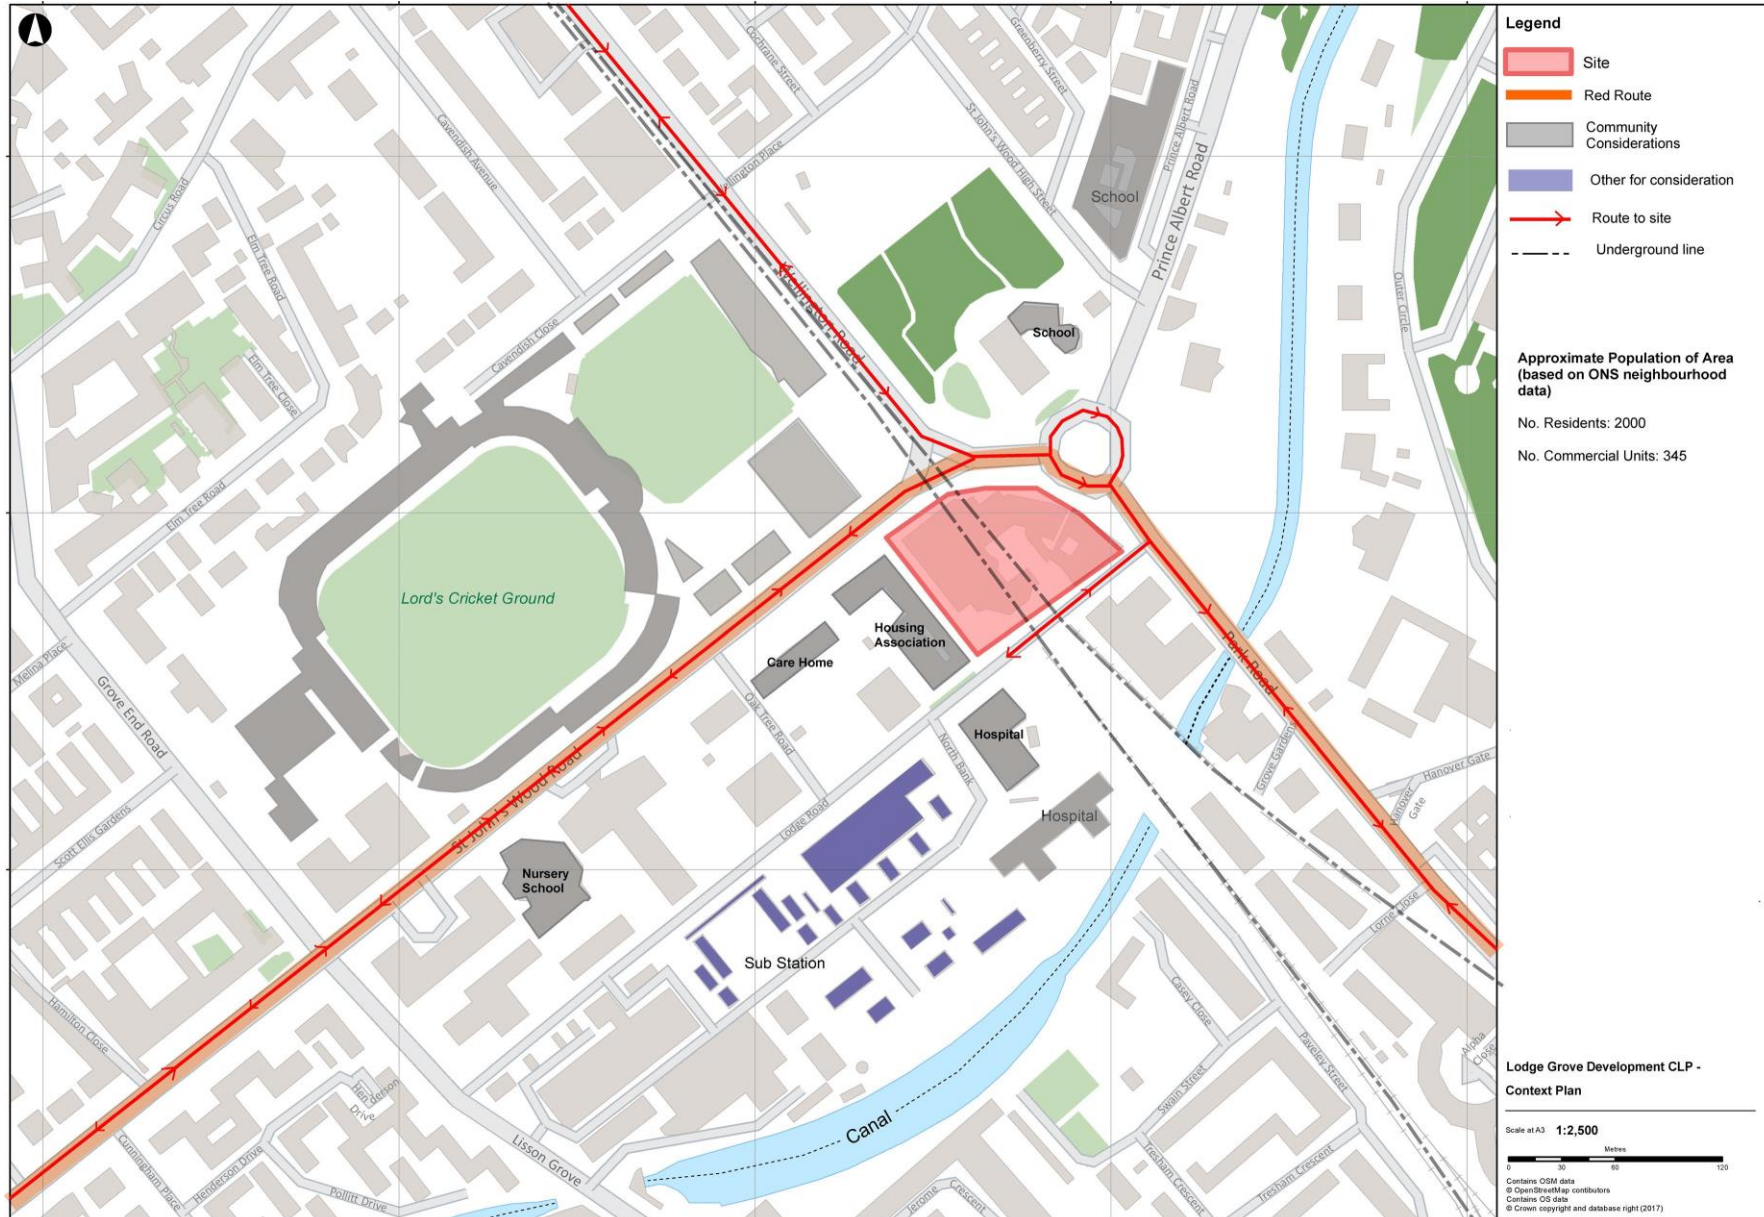 Cochrane Street
Greenberry Street
Cavendish Avenue
Wellington Place
St John's Wood High Street
Prince Albert Road
School
Prince Albert Road
Circus Road
Elm Tree Road
Elm Tree Close
Cavendish Close
Wellington Road
School
Outer Circle
Elm Tree Road
Lord's Cricket Ground
Melina Place
Grove End Road
Housing
Association
Care Home
Oak Tree Road
Park Road
Hospital
North Bank
Grove Gardens
Hanover Gate
Hanover
Gate
St John's Wood Road
Lodge Road
Hospital
Scott Ellis Gardens
Nursery
School
Lorne Close
Sub Station
Hamilton Close
Casey Close
Paveley Street
Alpha
Close
Henderson
Drive
Swain Street
Canal
Cunningham Place
Henderson Drive
Lisson Grove
Pollitt Drive
Jerome Crescent
Tresham Crescent
Tresham Crescent
Legend
Site
Red Route
Community
Considerations
Other for consideration
Route to site
Underground line
Approximate Population of Area
(based on ONS neighbourhood
data)
No. Residents: 2000
No. Commercial Units: 345
Lodge Grove Development CLP -
Context Plan
Scale at A3 1:2,500
Metres
0 30 60 120
Contains OSM data
© OpenStreetMap contibutors
Contains OS data
© Crown copyright and database right (2017)